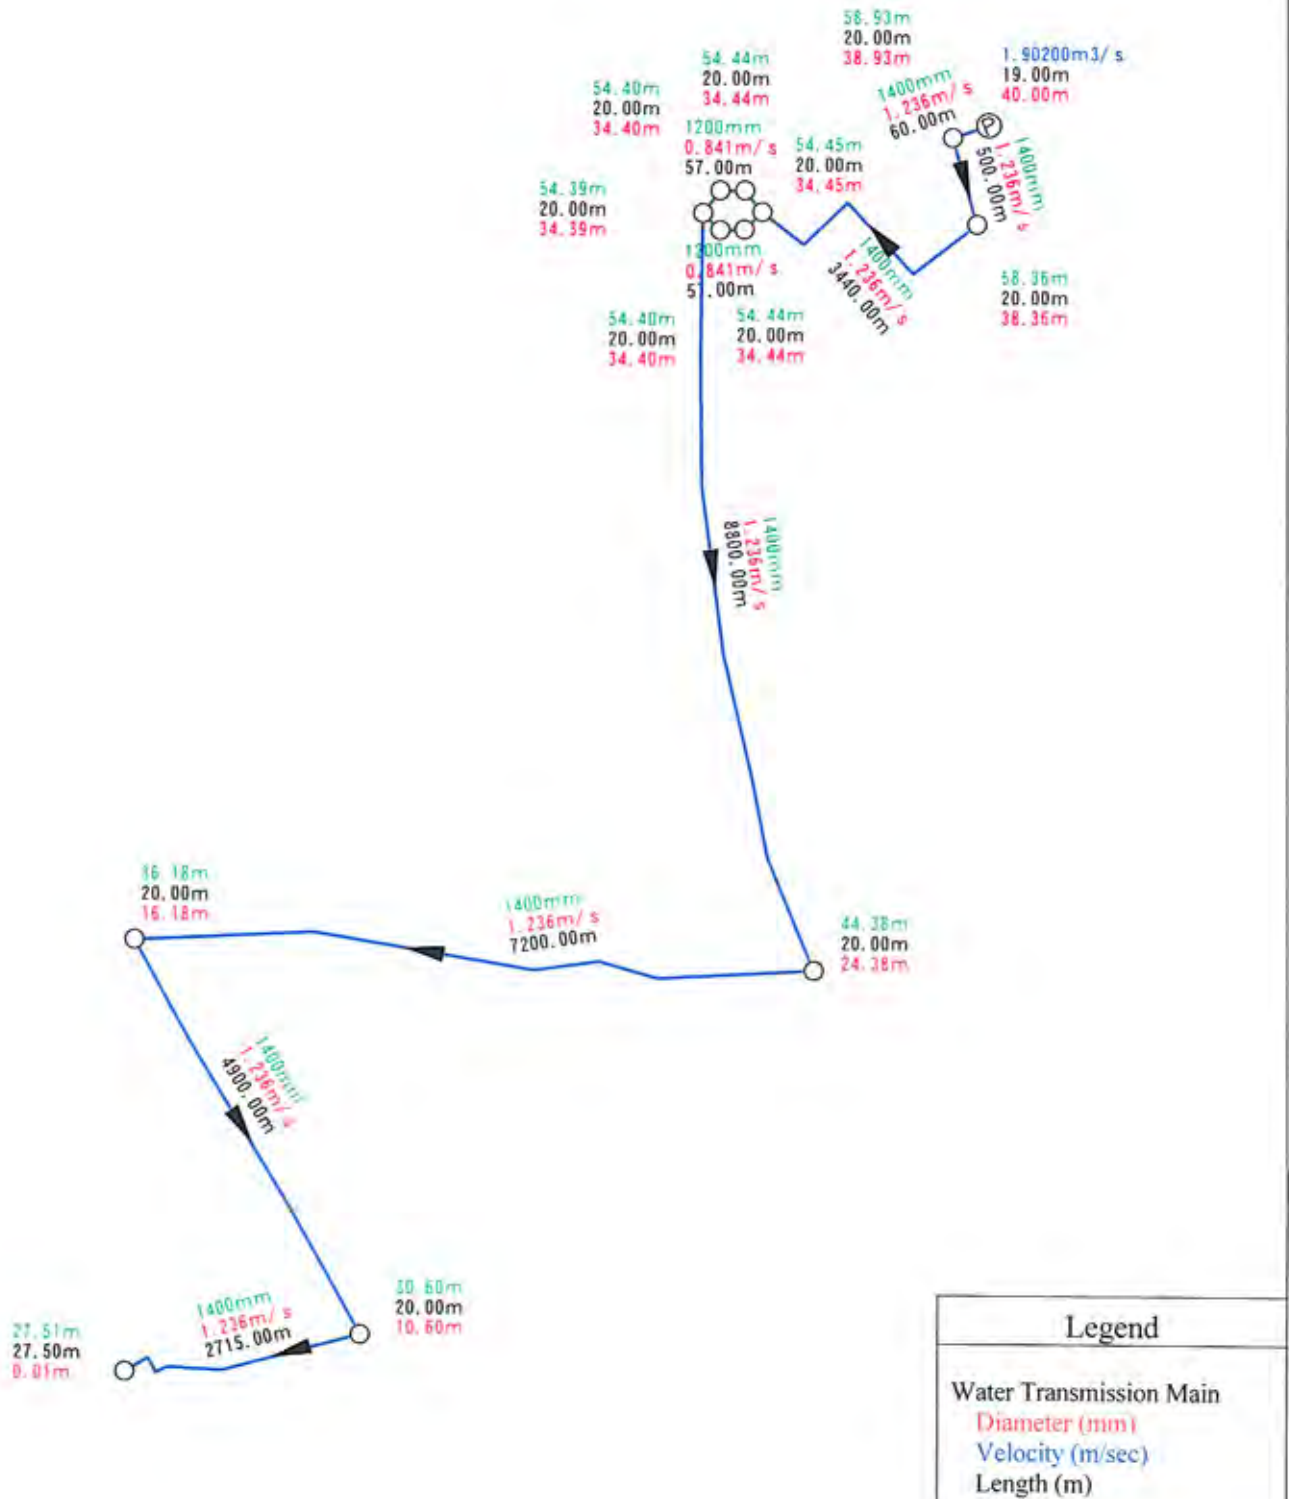 58.93m
20.00m
38.93m
1.90200m3/s
19.00m
40.00m
54.44m
20.00m
34.44m
54.40m
20.00m
34.40m
1400mm
1.236m/s
60.00m
1400mm
1.236m/s
500.00m
1200mm
0.841m/s
57.00m
54.45m
20.00m
34.45m
54.39m
20.00m
34.39m
1200mm
0.841m/s
57.00m
1400mm
1.236m/s
3440.00m
58.36m
20.00m
38.36m
54.40m
20.00m
34.40m
54.44m
20.00m
34.44m
P
1400mm
1.236m/s
8800.00m
36.18m
20.00m
16.18m
1400mm
1.236m/s
7200.00m
44.38m
20.00m
24.38m
1400mm
1.236m/s
4900.00m
30.60m
20.00m
10.60m
1400mm
1.236m/s
2715.00m
27.51m
27.50m
0.01m
Legend
Water Transmission Main
Diameter (mm)
Velocity (m/sec)
Length (m)